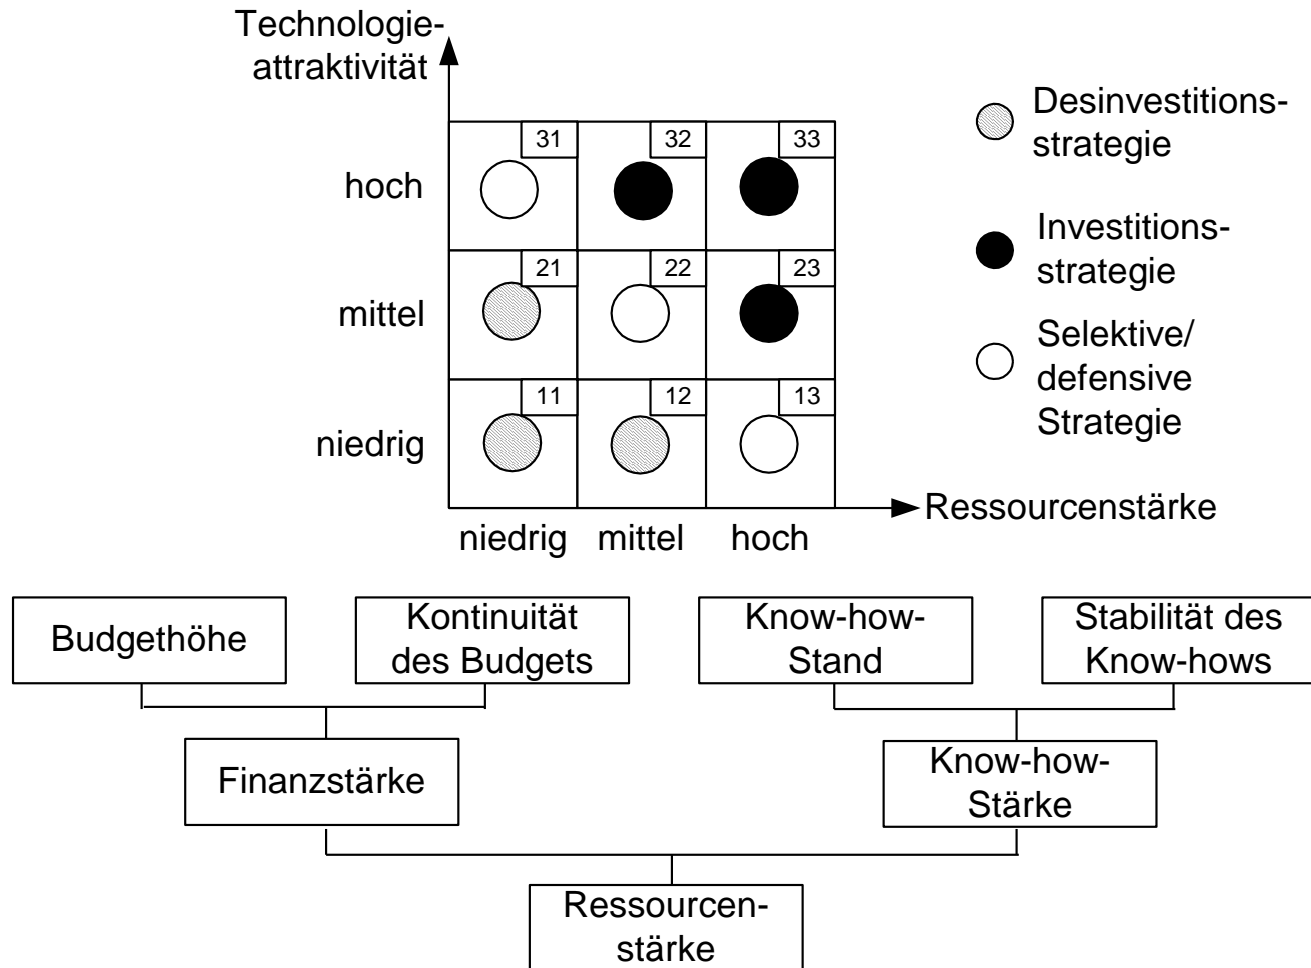 Technologie-
attraktivität
hoch
mittel
niedrig
31
32
33
21
22
23
11
12
13
niedrig
mittel
hoch
Ressourcenstärke
Desinvestitions-
strategie
Investitions-
strategie
Selektive/
defensive
Strategie
Budgethöhe
Kontinuität
des Budgets
Know-how-
Stand
Stabilität des
Know-hows
Finanzstärke
Know-how-
Stärke
Ressourcen-
stärke